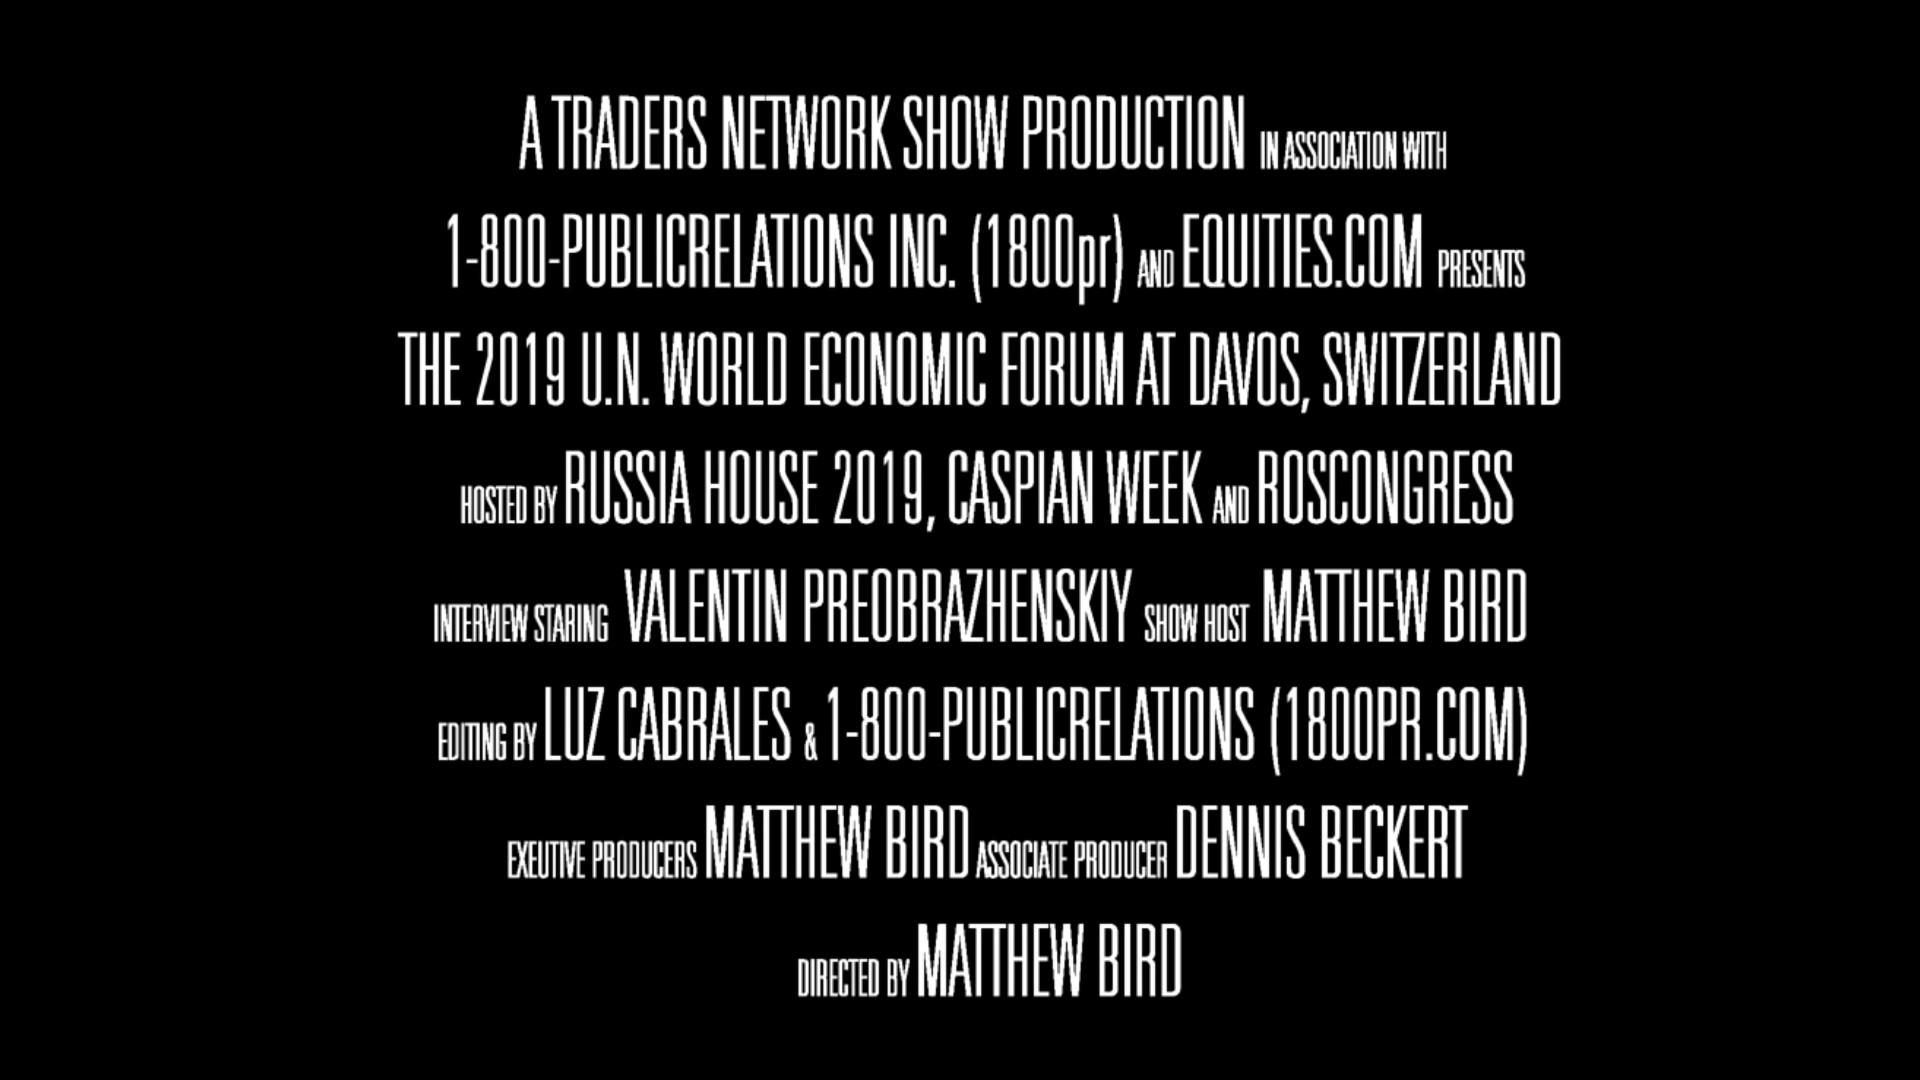 A TRADERS NETWORK SHOW PRODUCTION IN ASSOCIATION WITH
1-800-PUBLICRELATIONS INC. (1800pr) AND EQUITIES.COM PRESENTS
THE 2019 U.N. WORLD ECONOMIC FORUM AT DAVOS, SWITZERLAND
HOSTED BY RUSSIA HOUSE 2019, CASPIAN WEEK AND ROSCONGRESS
INTERVIEW STARING VALENTIN PREOBRAZHENSKIY SHOW HOST MATTHEW BIRD
EDITING BY LUZ CABRALES & 1-800-PUBLICRELATIONS (1800PR.COM)
EXEUTIVE PRODUCERS MATTHEW BIRD ASSOCIATE PRODUCER DENNIS BECKERT
DIRECTED BY MATTHEW BIRD